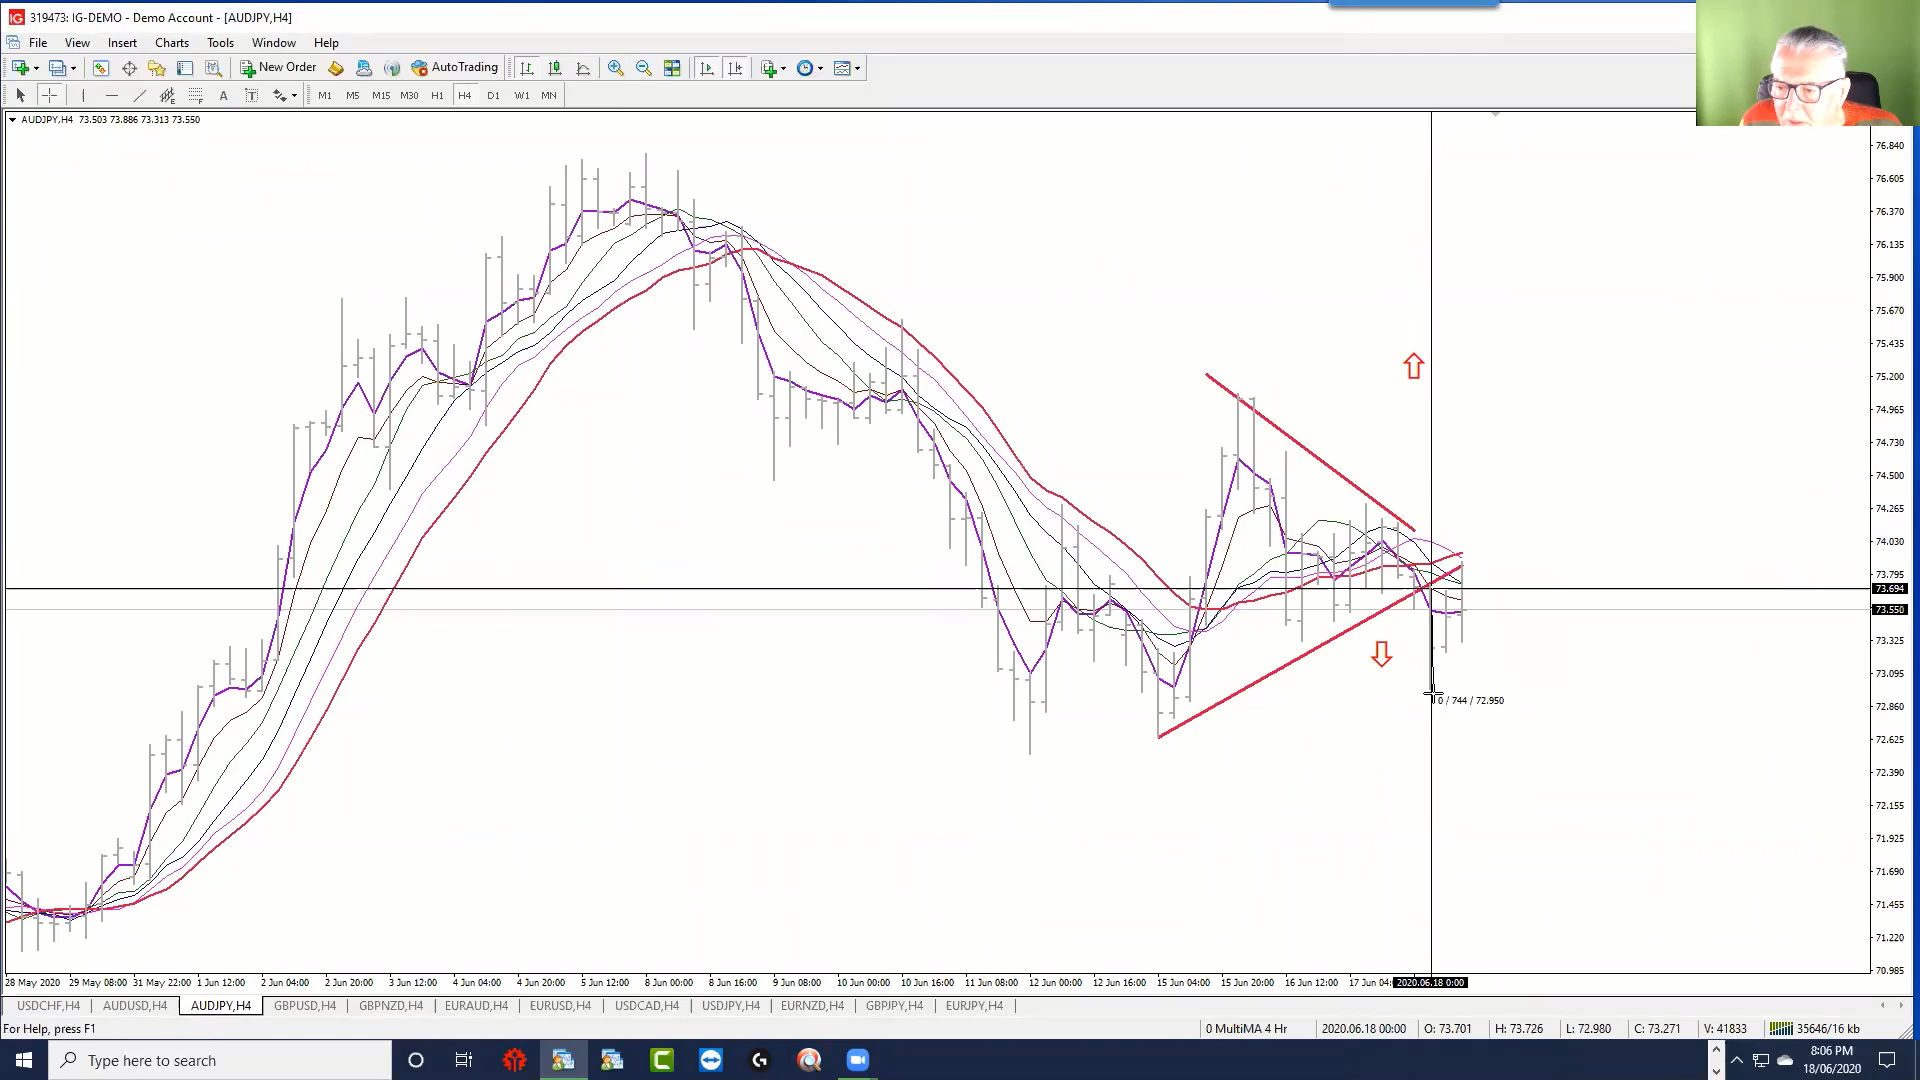 319473: IG-DEMO - Demo Account - [AUDJPY,H4]
File View Insert Charts Tools Window Help
New Order AutoTrading
A T M1 M5 M15 M30 H1 H4 D1 W1 MN
AUDJPY,H4 73.503 73.886 73.313 73.550
76.840
76.605
76.370
76.135
75.900
75.670
75.435
75.200
74.965
74.730
74.500
74.265
74.030
73.795
73.694
73.550
73.325
73.095
0 / 744 / 72.950
72.860
72.625
72.390
72.155
71.925
71.690
71.455
71.220
70.985
28 May 2020 29 May 08:00 31 May 22:00 1 Jun 12:00 2 Jun 04:00 2 Jun 20:00 3 Jun 12:00 4 Jun 04:00 4 Jun 20:00 5 Jun 12:00 8 Jun 00:00 8 Jun 16:00 9 Jun 08:00 10 Jun 00:00 10 Jun 16:00 11 Jun 08:00 12 Jun 00:00 12 Jun 16:00 15 Jun 04:00 15 Jun 20:00 16 Jun 12:00 17 Jun 04: 2020.06.18 0:00
USDCHF,H4 AUDUSD,H4 AUDJPY,H4 GBPUSD,H4 GBPNZD,H4 EURAUD,H4 EURUSD,H4 USDCAD,H4 USDJPY,H4 EURNZD,H4 GBPJPY,H4 EURJPY,H4
For Help, press F1 0 MultiMA 4 Hr 2020.06.18 00:00 O: 73.701 H: 73.726 L: 72.980 C: 73.271 V: 41833 35646/16 kb
Type here to search
8:06 PM
18/06/2020